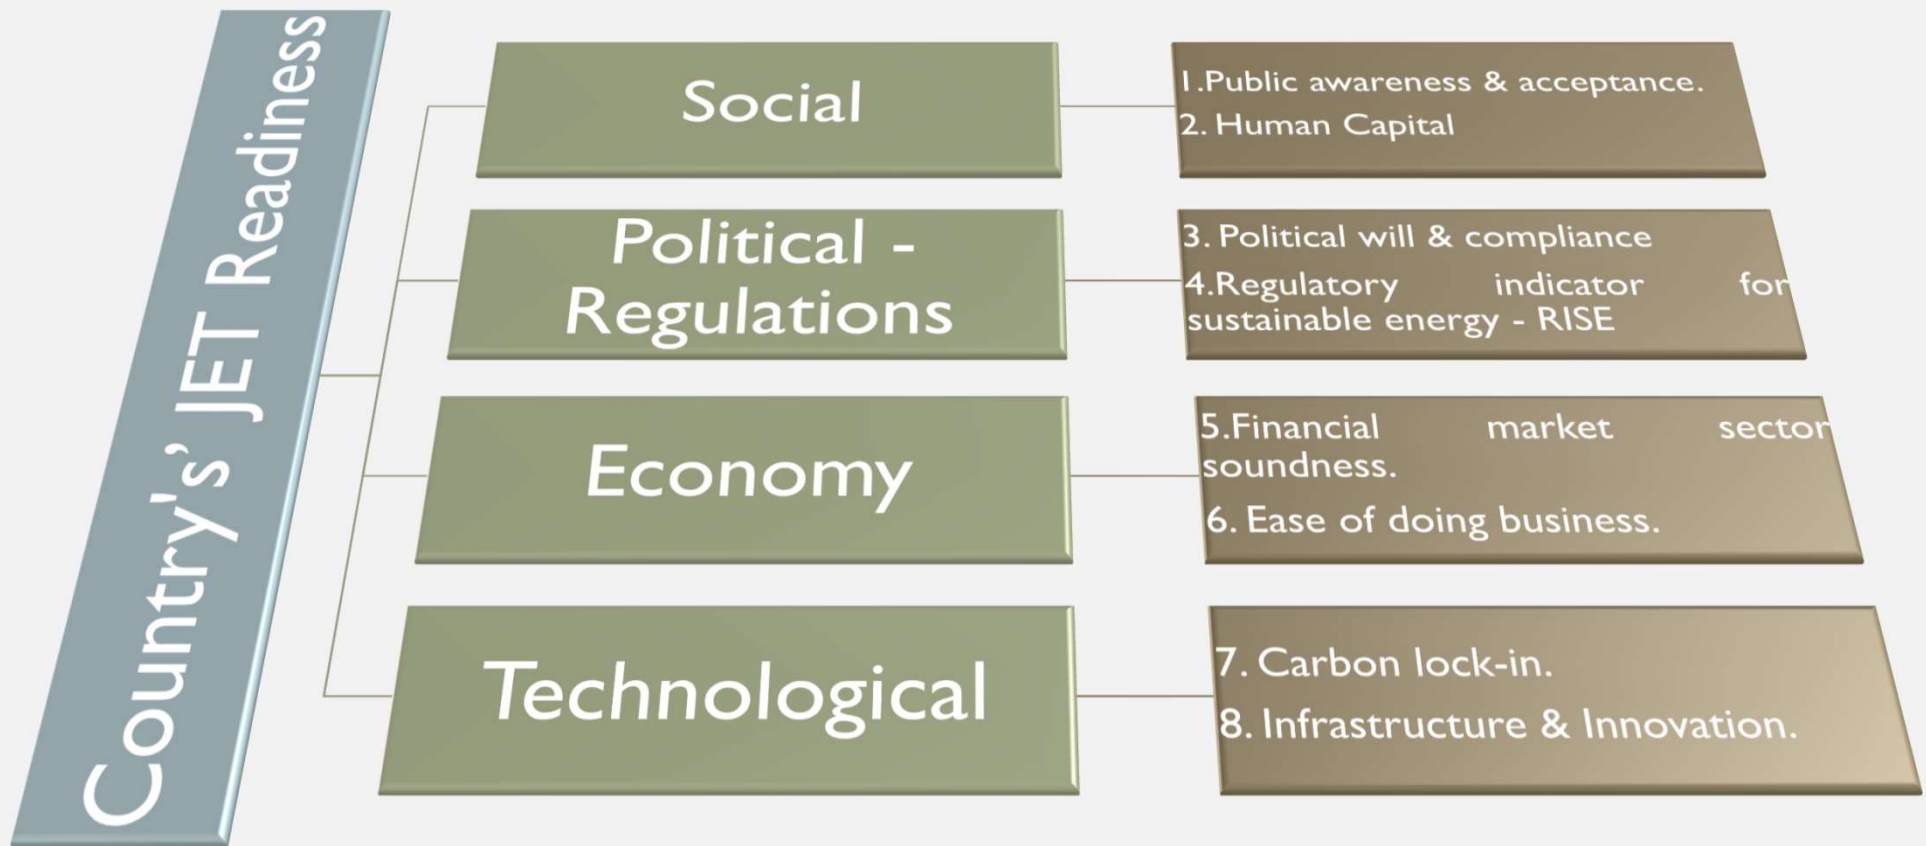 Country's' JET Readiness
Social
1.Public awareness & acceptance.
2. Human Capital
Political -
Regulations
3. Political will & compliance
4.Regulatory indicator for
sustainable energy - RISE
Economy
5.Financial market sector
soundness.
6. Ease of doing business.
Technological
7. Carbon lock-in.
8. Infrastructure & Innovation.